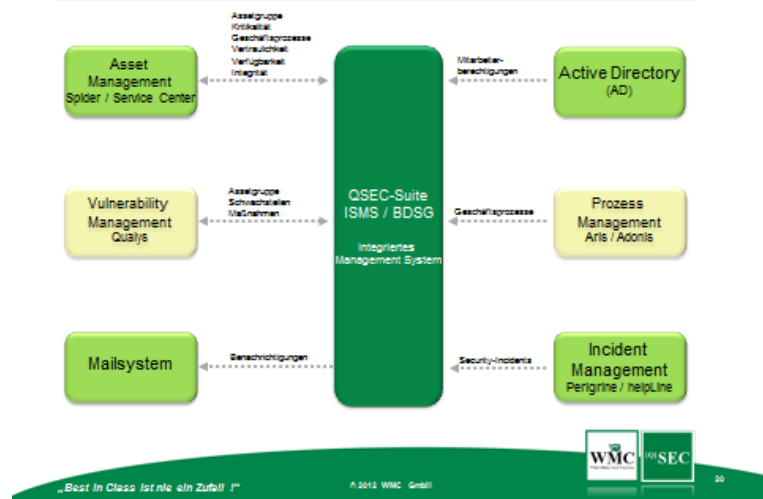 Assetgruppe
Kritikalität
Geschäftsprozesse
Vertraulichkeit
Verfügbarkeit
Integrität
Asset
Management
Spider / Service Center
Mitarbeiter-
berechtigungen
Active Directory
(AD)
Vulnerability
Management
Qualys
Assetgruppe
Schwachstellen
Maßnahmen
QSEC-Suite
ISMS / BDSG
Integriertes
Management System
Geschäftsprozesse
Prozess
Management
Aris / Adonis
Mailsystem
Benachrichtigungen
Security-Incidents
Incident
Management
Perigrine / helpLine
WMC
SEC
„Best in Class ist nie ein Zufall !"
© 2012 WMC GmbH
20